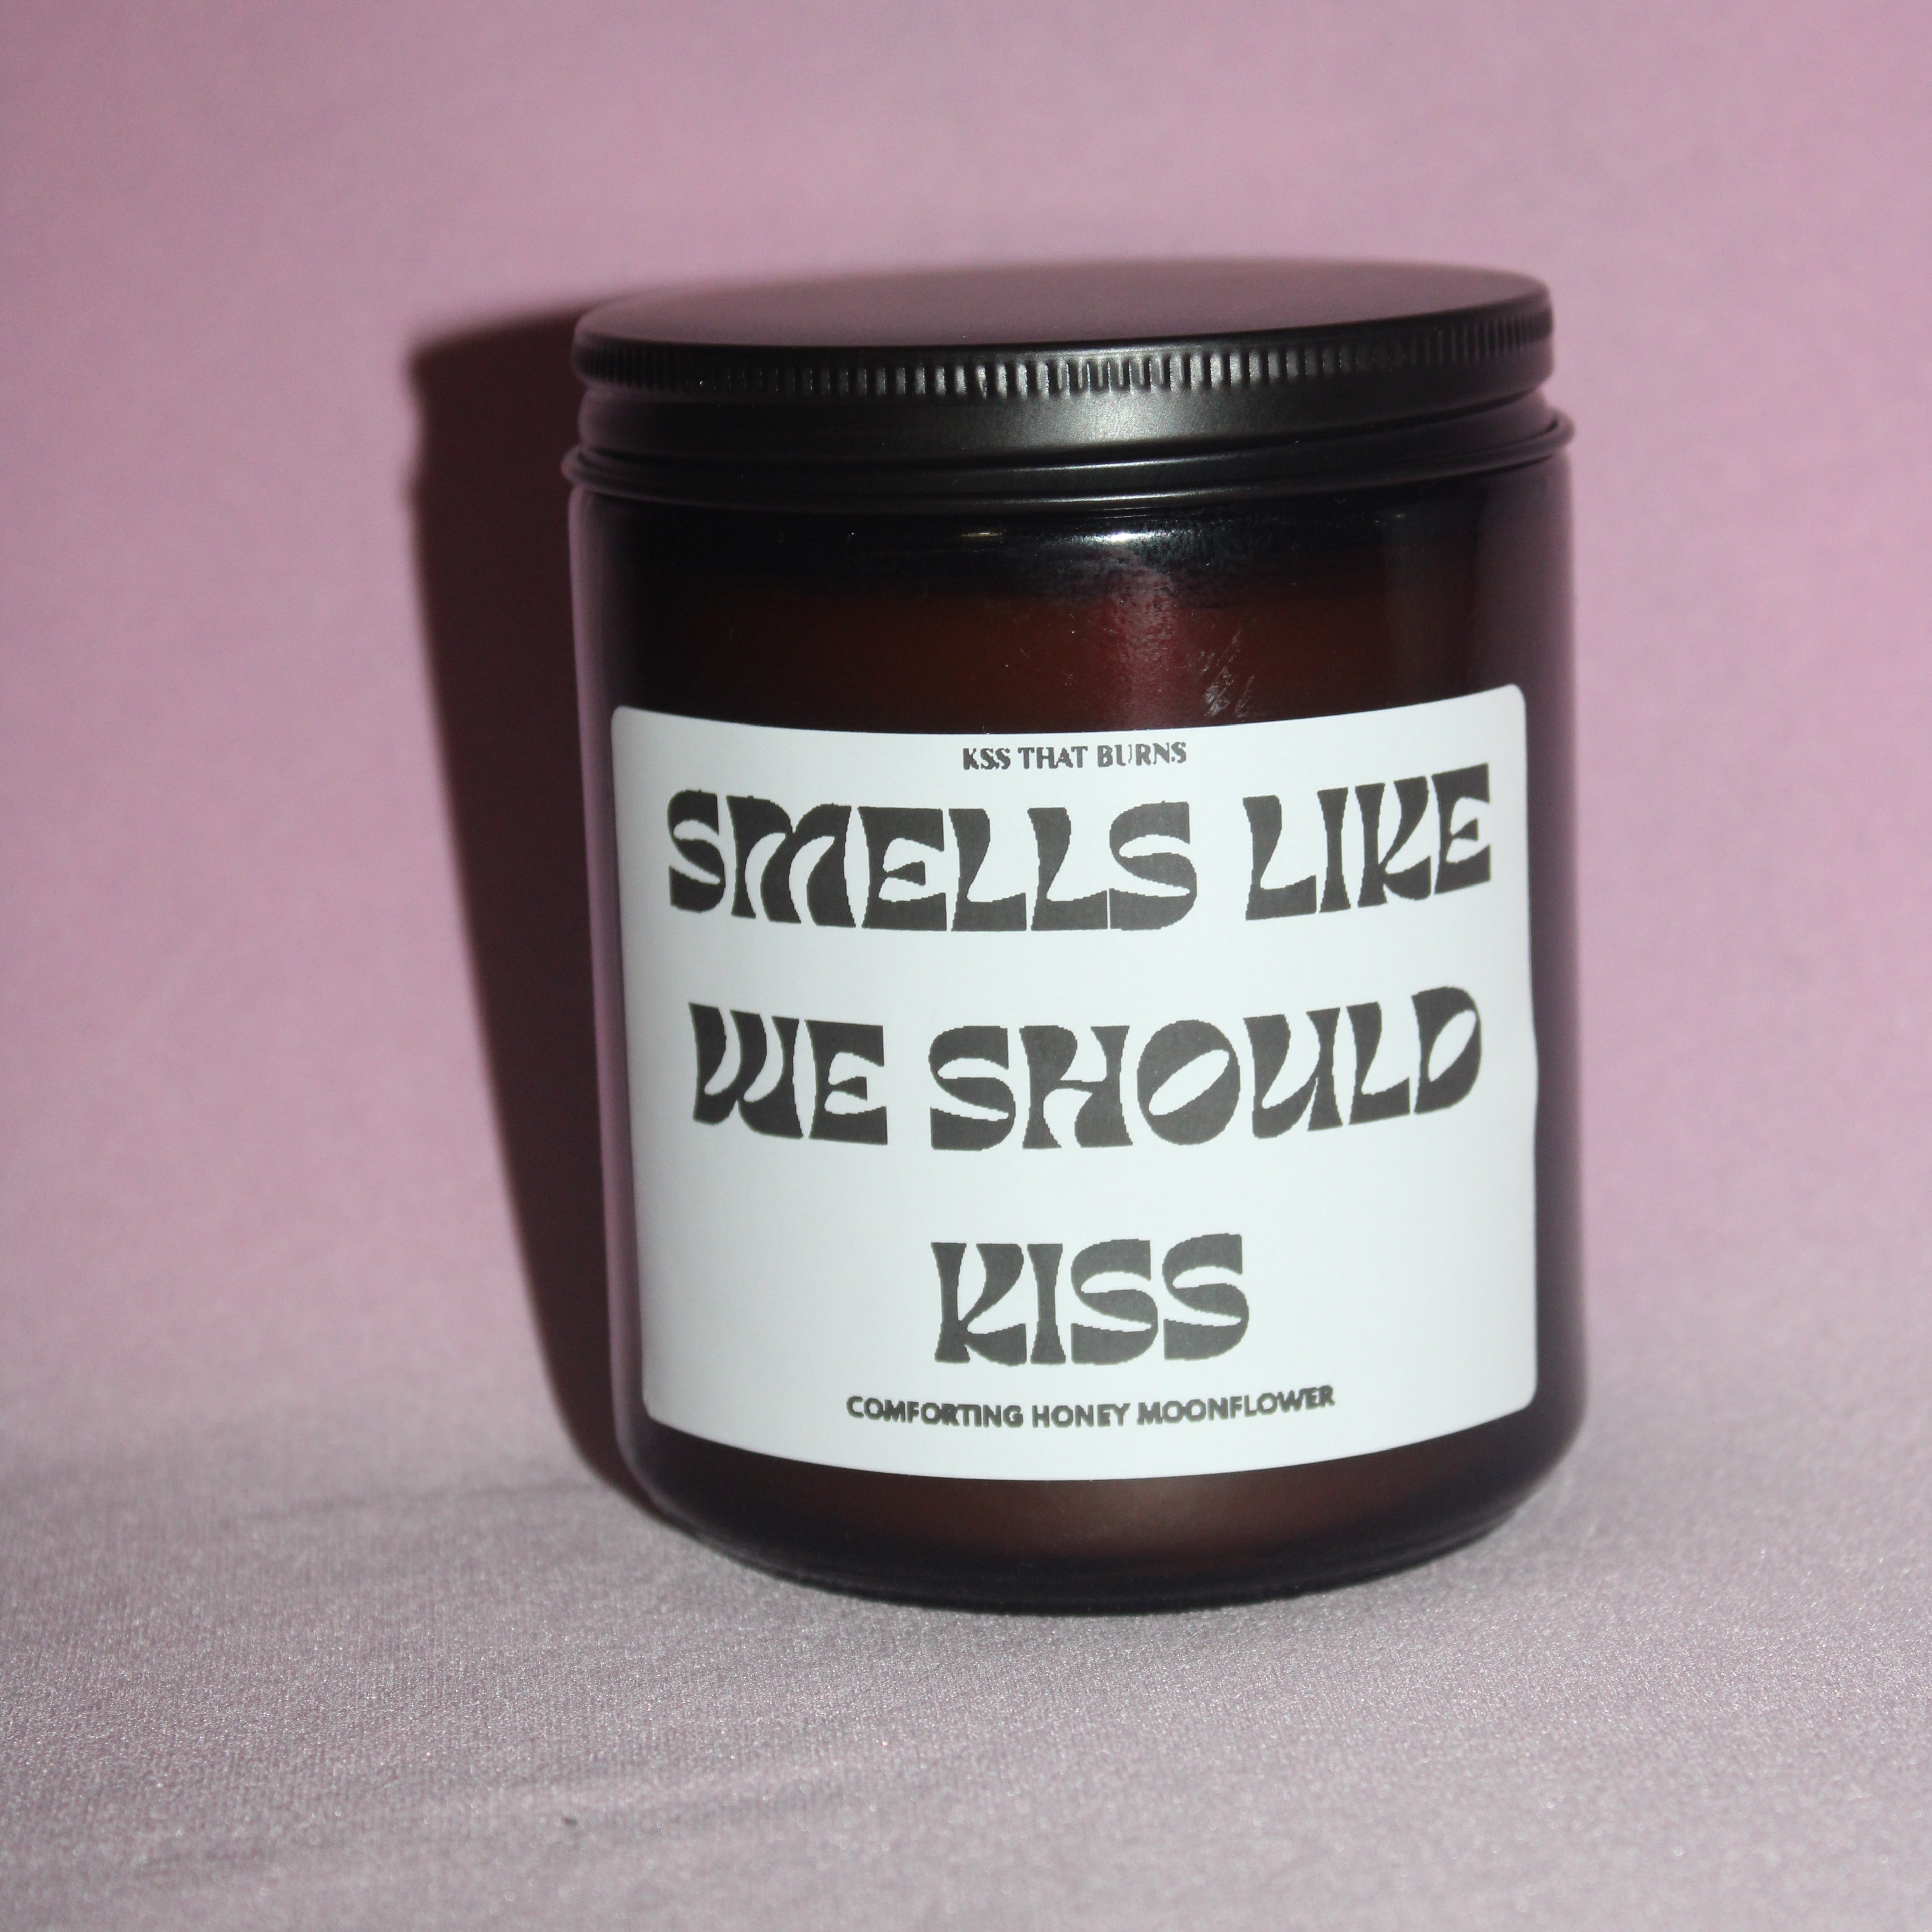 KSS THAT BURNS
SMELLS LIKE
WE SHOULD
KISS
COMFORTING HONEY MOONFLOWER